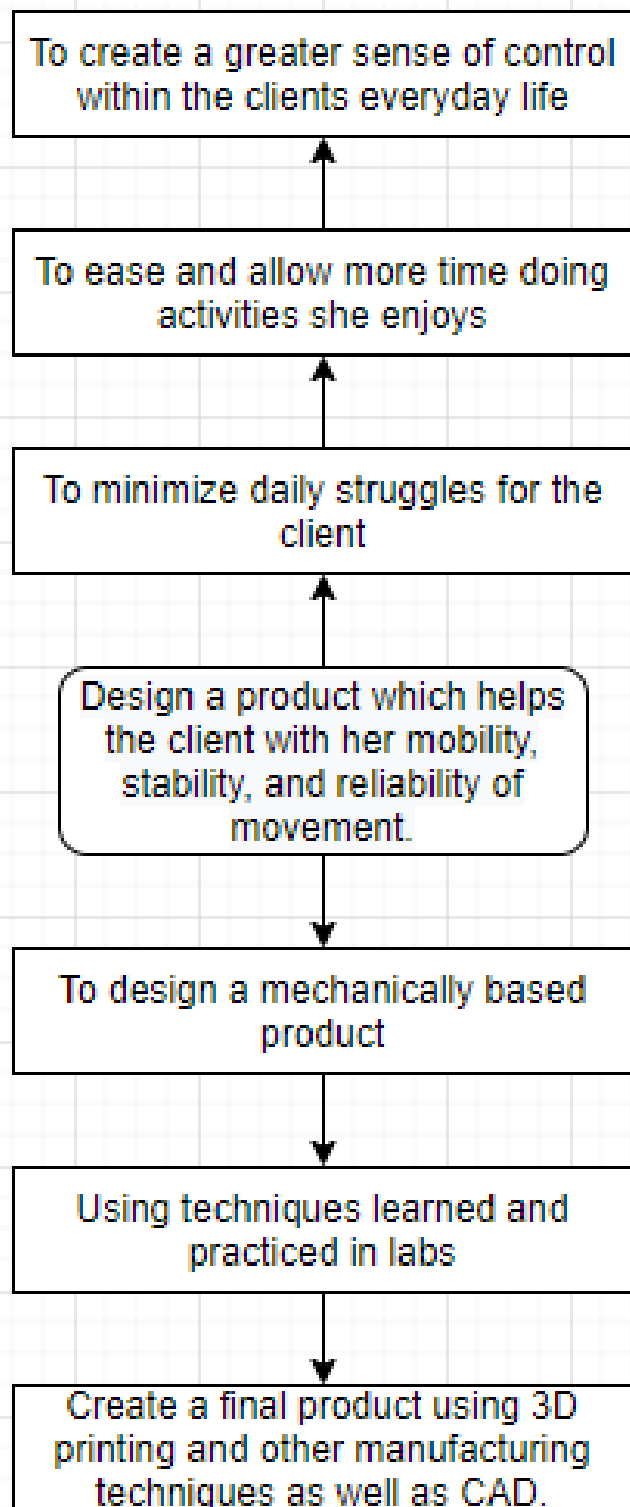 To create a greater sense of control
within the clients everyday life
To ease and allow more time doing
activities she enjoys
To minimize daily struggles for the
client
Design a product which helps
the client with her mobility,
stability, and reliability of
movement.
To design a mechanically based
product
Using techniques learned and
practiced in labs
Create a final product using 3D
printing and other manufacturing
techniques as well as CAD.